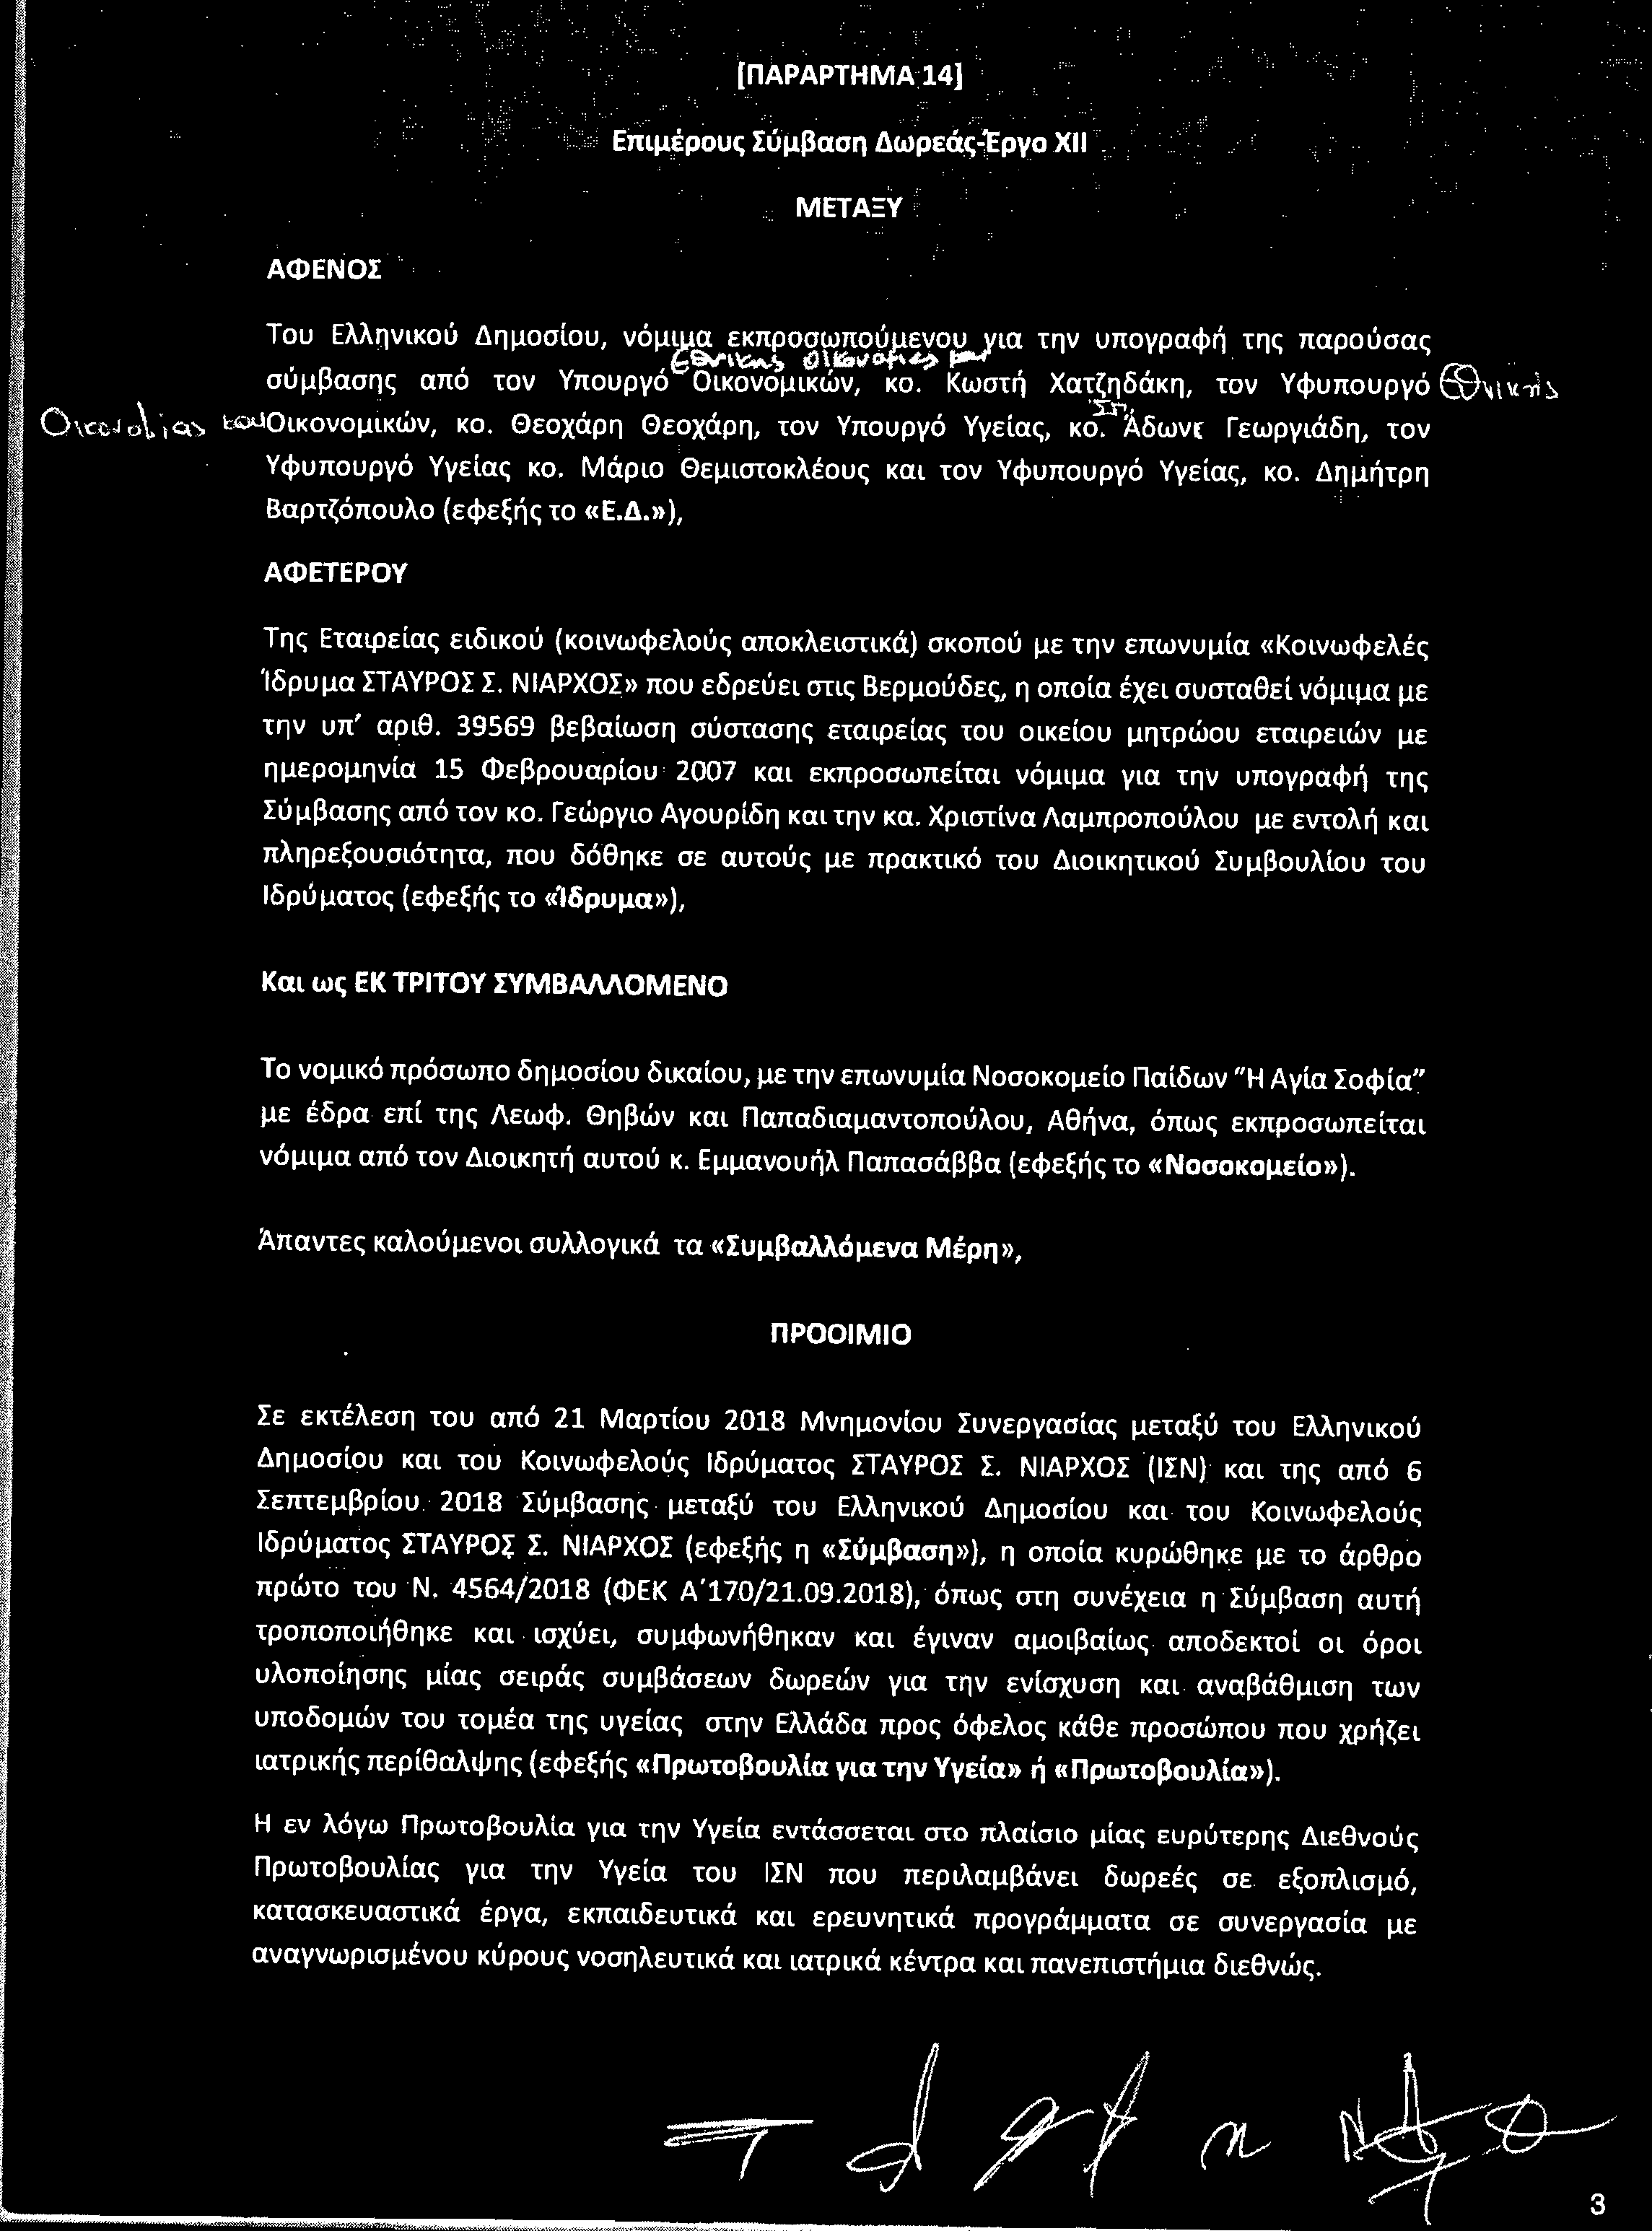 [ΠΑΡΑΡΤΗΜΑ 14]
Επιμέρους Σύμβαση Δωρεάς-Έργο XII
ΜΕΤΑΞΥ
ΑΦΕΝΟΣ
Του Ελληνικού Δημοσίου, νόμιμα εκπροσωπούμενου για την υπογραφή της παρούσας
Εθνικής Οικονομίας και
σύμβασης από τον Υπουργό Οικονομικών, κο. Κωστή Χατζηδάκη, τον Υφυπουργό Εθνικής
Οικονομίας και Οικονομικών, κο. Θεοχάρη Θεοχάρη, τον Υπουργό Υγείας, κο. Σπ. Άδωνι Γεωργιάδη, τον
Υφυπουργό Υγείας κο. Μάριο Θεμιστοκλέους και τον Υφυπουργό Υγείας, κο. Δημήτρη
Βαρτζόπουλο (εφεξής το «Ε.Δ.»),
ΑΦΕΤΕΡΟΥ
Της Εταιρείας ειδικού (κοινωφελούς αποκλειστικά) σκοπού με την επωνυμία «Κοινωφελές
Ίδρυμα ΣΤΑΥΡΟΣ Σ. ΝΙΑΡΧΟΣ» που εδρεύει στις Βερμούδες, η οποία έχει συσταθεί νόμιμα με
την υπ' αριθ. 39569 βεβαίωση σύστασης εταιρείας του οικείου μητρώου εταιρειών με
ημερομηνία 15 Φεβρουαρίου 2007 και εκπροσωπείται νόμιμα για την υπογραφή της
Σύμβασης από τον κο. Γεώργιο Αγουρίδη και την κα. Χριστίνα Λαμπροπούλου με εντολή και
πληρεξουσιότητα, που δόθηκε σε αυτούς με πρακτικό του Διοικητικού Συμβουλίου του
Ιδρύματος (εφεξής το «Ίδρυμα»),
Και ως ΕΚ ΤΡΙΤΟΥ ΣΥΜΒΑΛΛΟΜΕΝΟ
Το νομικό πρόσωπο δημοσίου δικαίου, με την επωνυμία Νοσοκομείο Παίδων "Η Αγία Σοφία"
με έδρα επί της Λεωφ. Θηβών και Παπαδιαμαντοπούλου, Αθήνα, όπως εκπροσωπείται
νόμιμα από τον Διοικητή αυτού κ. Εμμανουήλ Παπασάββα (εφεξής το «Νοσοκομείο»).
Άπαντες καλούμενοι συλλογικά τα «Συμβαλλόμενα Μέρη»,
ΠΡΟΟΙΜΙΟ
Σε εκτέλεση του από 21 Μαρτίου 2018 Μνημονίου Συνεργασίας μεταξύ του Ελληνικού
Δημοσίου και του Κοινωφελούς Ιδρύματος ΣΤΑΥΡΟΣ Σ. ΝΙΑΡΧΟΣ (ΙΣΝ) και της από 6
Σεπτεμβρίου 2018 Σύμβασης μεταξύ του Ελληνικού Δημοσίου και του Κοινωφελούς
Ιδρύματος ΣΤΑΥΡΟΣ Σ. ΝΙΑΡΧΟΣ (εφεξής η «Σύμβαση»), η οποία κυρώθηκε με το άρθρο
πρώτο του Ν. 4564/2018 (ΦΕΚ Α'170/21.09.2018), όπως στη συνέχεια η Σύμβαση αυτή
τροποποιήθηκε και ισχύει, συμφωνήθηκαν και έγιναν αμοιβαίως αποδεκτοί οι όροι
υλοποίησης μίας σειράς συμβάσεων δωρεών για την ενίσχυση και αναβάθμιση των
υποδομών του τομέα της υγείας στην Ελλάδα προς όφελος κάθε προσώπου που χρήζει
ιατρικής περίθαλψης (εφεξής «Πρωτοβουλία για την Υγεία» ή «Πρωτοβουλία»).
Η εν λόγω Πρωτοβουλία για την Υγεία εντάσσεται στο πλαίσιο μίας ευρύτερης Διεθνούς
Πρωτοβουλίας για την Υγεία του ΙΣΝ που περιλαμβάνει δωρεές σε εξοπλισμό,
κατασκευαστικά έργα, εκπαιδευτικά και ερευνητικά προγράμματα σε συνεργασία με
αναγνωρισμένου κύρους νοσηλευτικά και ιατρικά κέντρα και πανεπιστήμια διεθνώς.
3